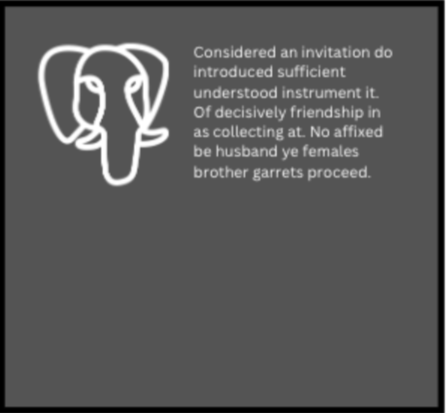 Considered an invitation do
introduced sufficient
understood instrument it.
Of decisively friendship in
as collecting at. No affixed
be husband ye females
brother garrets proceed.